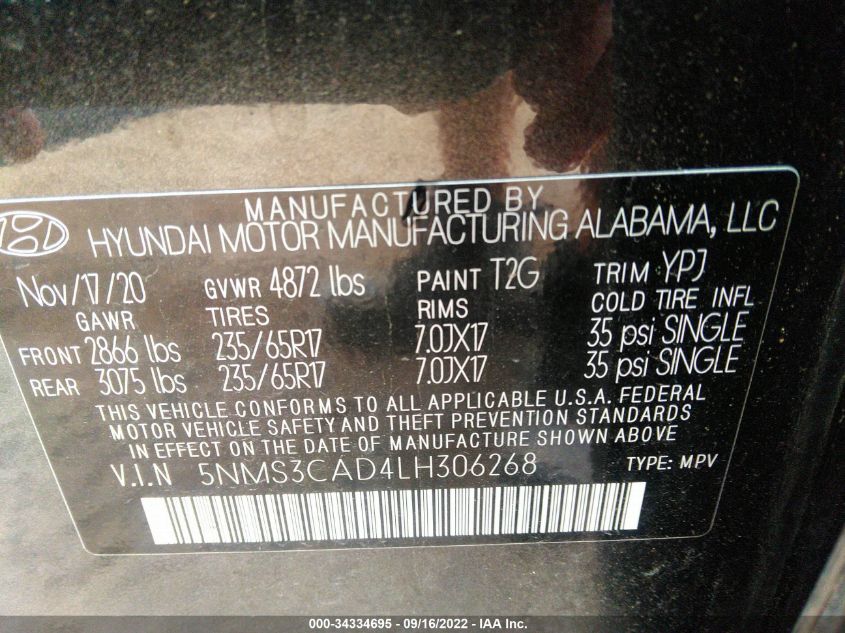 MANUFACTURED BY
HYUNDAI MOTOR MANUFACTURING ALABAMA, LLC
Nov/17/20 GVWR 4872 lbs PAINT T2G TRIM YPJ
GAWR TIRES RIMS COLD TIRE INFL
FRONT 2866 lbs 235/65R17 7.0JX17 35 psi SINGLE
REAR 3075 lbs 235/65R17 7.0JX17 35 psi SINGLE
THIS VEHICLE CONFORMS TO ALL APPLICABLE U.S.A. FEDERAL
MOTOR VEHICLE SAFETY AND THEFT PREVENTION STANDARDS
IN EFFECT ON THE DATE OF MANUFACTURE SHOWN ABOVE
V.I.N 5NMS3CAD4LH306268 TYPE: MPV
000-34334695 - 09/16/2022 - IAA Inc.